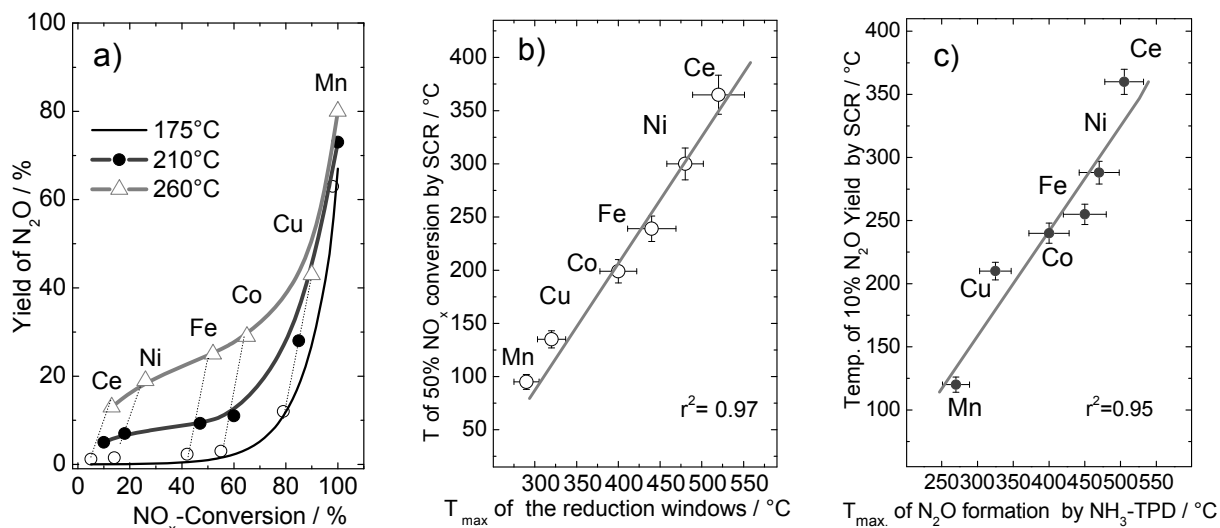 a)
Yield of N₂O / %
80
60
40
20
0
0 20 40 60 80 100
NOₓ-Conversion / %
175°C
210°C
260°C
Mn
Cu
Co
Fe
Ni
Ce
b)
T of 50% NOₓ conversion by SCR / °C
400
350
300
250
200
150
100
50
0
300 350 400 450 500 550
T_max of the reduction windows / °C
Ce
Ni
Fe
Co
Cu
Mn
r²= 0.97
c)
Temp. of 10% N₂O Yield by SCR / °C
400
350
300
250
200
150
100
250 300 350 400 450 500 550
T_max. of N₂O formation by NH₃-TPD / °C
Ce
Ni
Fe
Co
Cu
Mn
r²=0.95